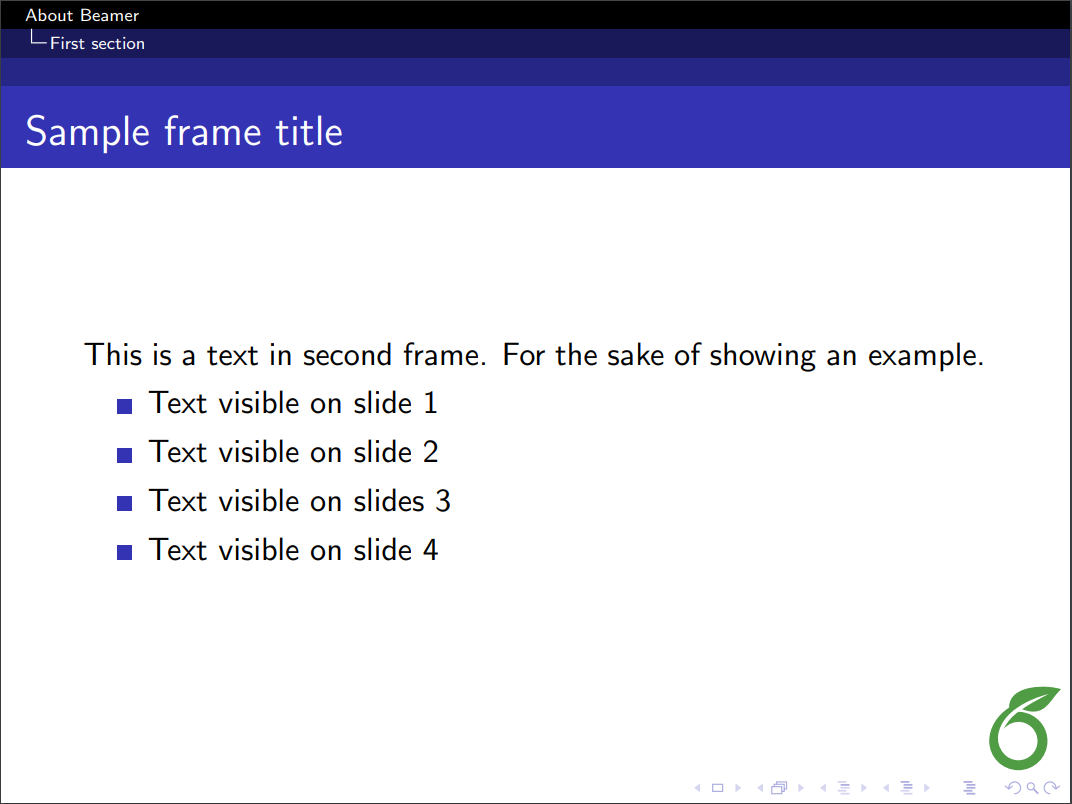 About Beamer
First section
Sample frame title
This is a text in second frame. For the sake of showing an example.
Text visible on slide 1
Text visible on slide 2
Text visible on slides 3
Text visible on slide 4